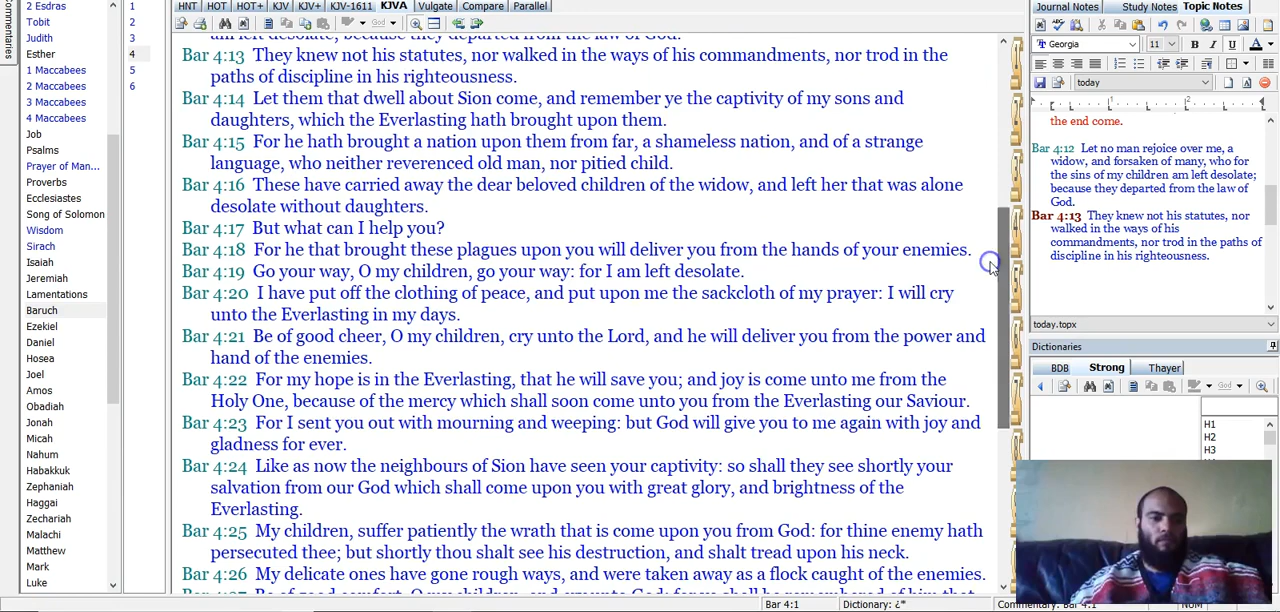 HNT HOT HOT+ KJV KJV+ KJV-1611 KJVA Vulgate Compare Parallel
Commentaries
2 Esdras
Tobit
Judith
Esther
1 Maccabees
2 Maccabees
3 Maccabees
4 Maccabees
Job
Psalms
Prayer of Man...
Proverbs
Ecclesiastes
Song of Solomon
Wisdom
Sirach
Isaiah
Jeremiah
Lamentations
Baruch
Ezekiel
Daniel
Hosea
Joel
Amos
Obadiah
Jonah
Micah
Nahum
Habakkuk
Zephaniah
Haggai
Zechariah
Malachi
Matthew
Mark
Luke
1
2
3
4
5
6
am left desolate, because they departed from the law of God.
Bar 4:13 They knew not his statutes, nor walked in the ways of his commandments, nor trod in the
paths of discipline in his righteousness.
Bar 4:14 Let them that dwell about Sion come, and remember ye the captivity of my sons and
daughters, which the Everlasting hath brought upon them.
Bar 4:15 For he hath brought a nation upon them from far, a shameless nation, and of a strange
language, who neither reverenced old man, nor pitied child.
Bar 4:16 These have carried away the dear beloved children of the widow, and left her that was alone
desolate without daughters.
Bar 4:17 But what can I help you?
Bar 4:18 For he that brought these plagues upon you will deliver you from the hands of your enemies.
Bar 4:19 Go your way, O my children, go your way: for I am left desolate.
Bar 4:20 I have put off the clothing of peace, and put upon me the sackcloth of my prayer: I will cry
unto the Everlasting in my days.
Bar 4:21 Be of good cheer, O my children, cry unto the Lord, and he will deliver you from the power and
hand of the enemies.
Bar 4:22 For my hope is in the Everlasting, that he will save you; and joy is come unto me from the
Holy One, because of the mercy which shall soon come unto you from the Everlasting our Saviour.
Bar 4:23 For I sent you out with mourning and weeping: but God will give you to me again with joy and
gladness for ever.
Bar 4:24 Like as now the neighbours of Sion have seen your captivity: so shall they see shortly your
salvation from our God which shall come upon you with great glory, and brightness of the
Everlasting.
Bar 4:25 My children, suffer patiently the wrath that is come upon you from God: for thine enemy hath
persecuted thee; but shortly thou shalt see his destruction, and shalt tread upon his neck.
Bar 4:26 My delicate ones have gone rough ways, and were taken away as a flock caught of the enemies.
Journal Notes Study Notes Topic Notes
Georgia 11 B I U A
today
the end come.
Bar 4:12 Let no man rejoice over me, a
widow, and forsaken of many, who for
the sins of my children am left desolate;
because they departed from the law of
God.
Bar 4:13 They knew not his statutes, nor
walked in the ways of his
commandments, nor trod in the paths of
discipline in his righteousness.
today.topx
Dictionaries
BDB Strong Thayer
God
H1
H2
H3
Bar 4:1 Dictionary: ¿*